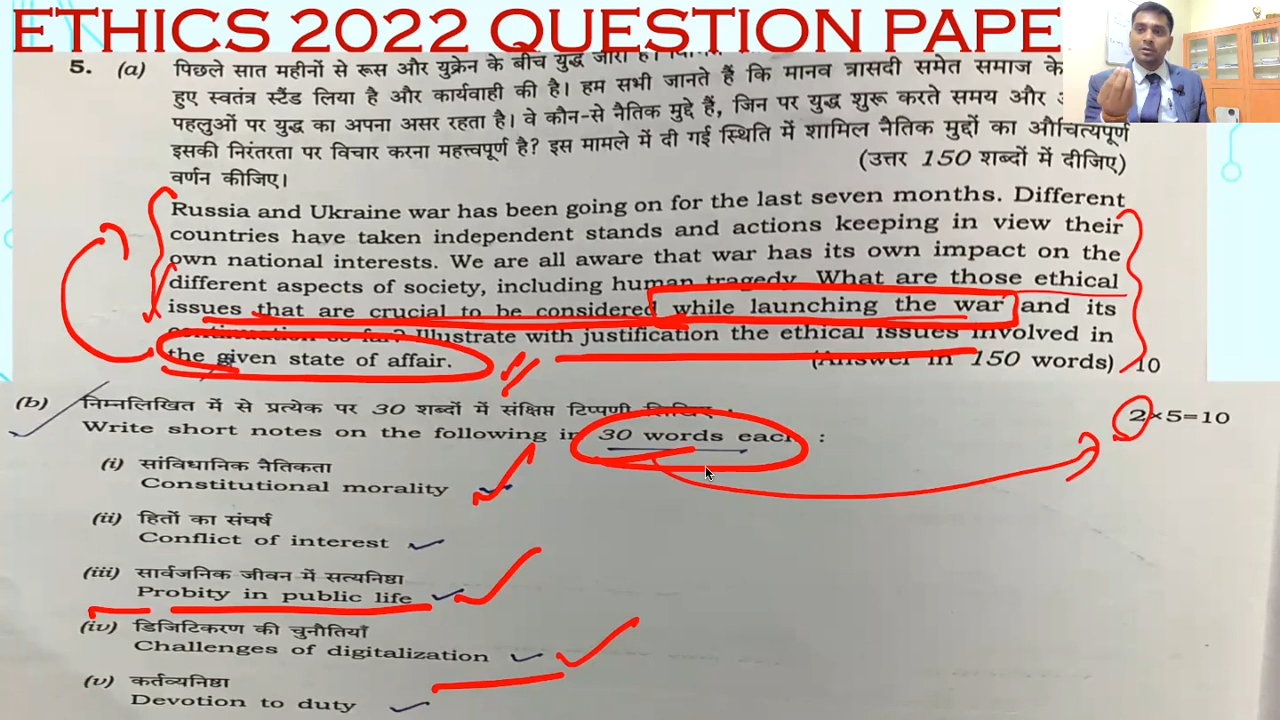 ETHICS 2022 QUESTION PAPE
5. (a) पिछले सात महीनों से रूस और युक्रेन के बीच युद्ध जारी है।
हुए स्वतंत्र स्टैंड लिया है और कार्यवाही की है। हम सभी जानते हैं कि मानव त्रासदी समेत समाज के
पहलुओं पर युद्ध का अपना असर रहता है। वे कौन-से नैतिक मुद्दे हैं, जिन पर युद्ध शुरू करते समय और
इसकी निरंतरता पर विचार करना महत्त्वपूर्ण है? इस मामले में दी गई स्थिति में शामिल नैतिक मुद्दों का औचित्यपूर्ण
वर्णन कीजिए।
(उत्तर 150 शब्दों में दीजिए)
Russia and Ukraine war has been going on for the last seven months. Different
countries have taken independent stands and actions keeping in view their
own national interests. We are all aware that war has its own impact on the
different aspects of society, including human tragedy. What are those ethical
issues that are crucial to be considered while launching the war and its
continuation so far? Illustrate with justification the ethical issues involved in
the given state of affair.
(Answer in 150 words) 10
(b) निम्नलिखित में से प्रत्येक पर 30 शब्दों में संक्षिप्त टिप्पणी लिखिए :
Write short notes on the following in 30 words each :
2×5=10
(i) सांविधानिक नैतिकता
Constitutional morality
(ii) हितों का संघर्ष
Conflict of interest
(iii) सार्वजनिक जीवन में सत्यनिष्ठा
Probity in public life
(iv) डिजिटिकरण की चुनौतियाँ
Challenges of digitalization
(v) कर्तव्यनिष्ठा
Devotion to duty